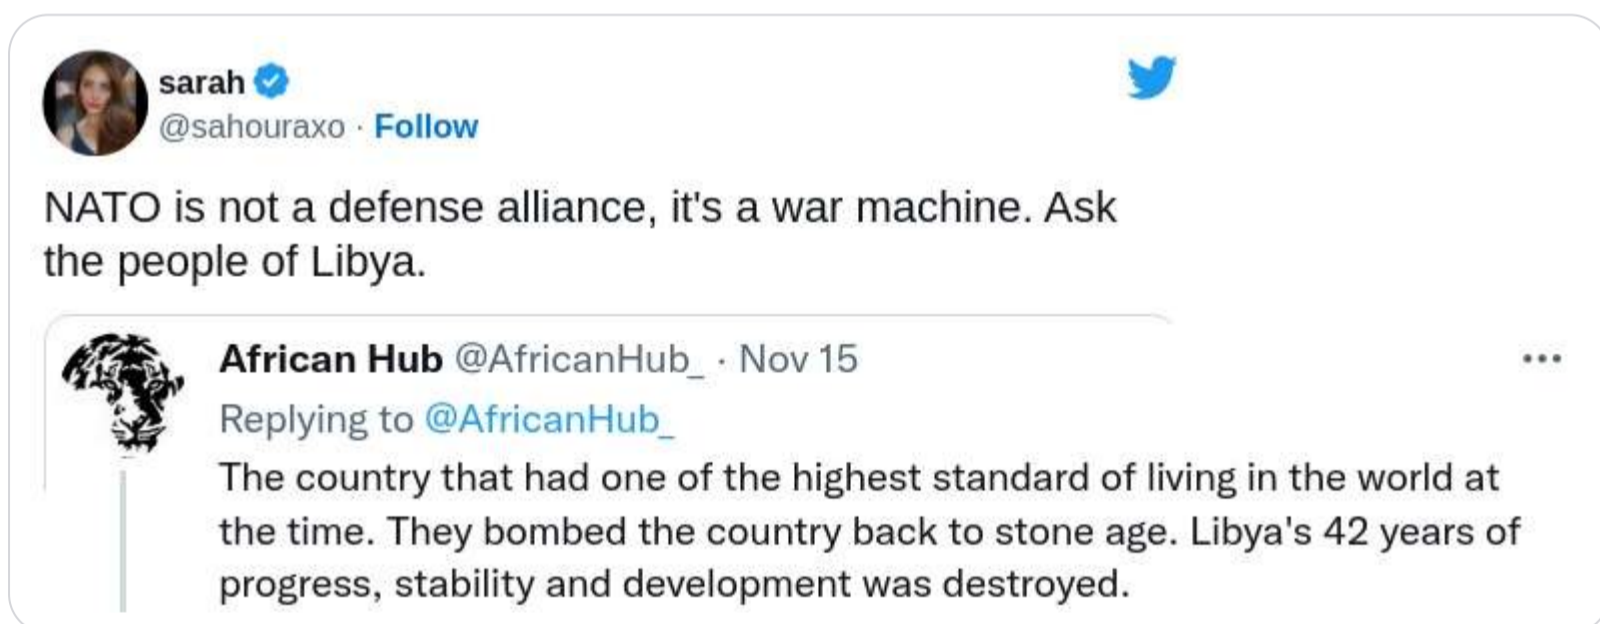 sarah
@sahouraxo · Follow
NATO is not a defense alliance, it's a war machine. Ask
the people of Libya.
African Hub @AfricanHub_ · Nov 15
Replying to @AfricanHub_
The country that had one of the highest standard of living in the world at
the time. They bombed the country back to stone age. Libya's 42 years of
progress, stability and development was destroyed.